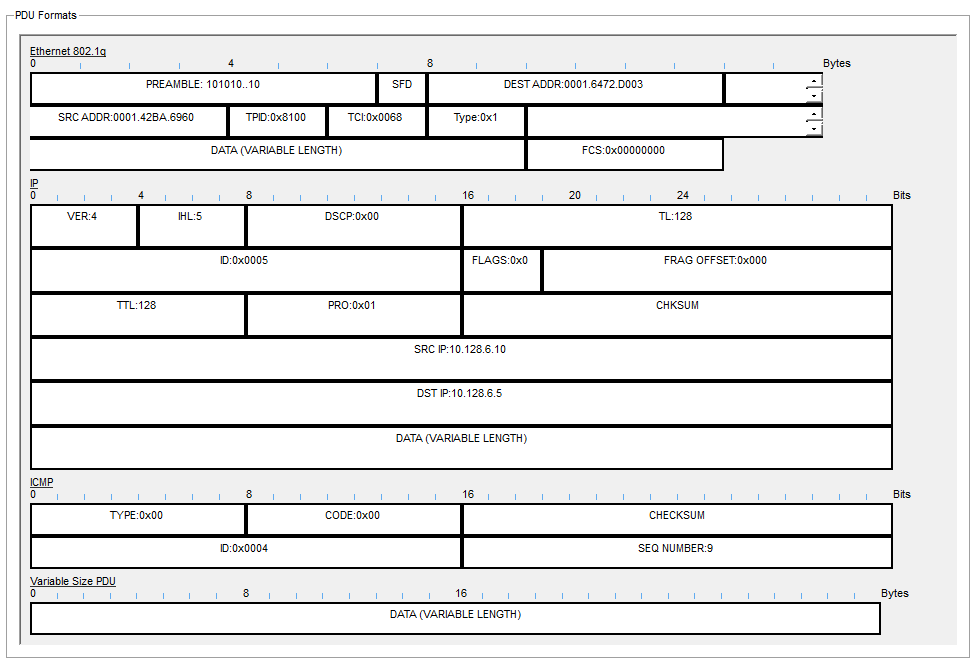 PDU Formats
Ethernet 802.1q
0 4 8 Bytes
PREAMBLE: 101010..10 SFD DEST ADDR:0001.6472.D003
SRC ADDR:0001.42BA.6960 TPID:0x8100 TCI:0x0068 Type:0x1
DATA (VARIABLE LENGTH) FCS:0x00000000
IP
0 4 8 16 20 24 Bits
VER:4 IHL:5 DSCP:0x00 TL:128
ID:0x0005 FLAGS:0x0 FRAG OFFSET:0x000
TTL:128 PRO:0x01 CHKSUM
SRC IP:10.128.6.10
DST IP:10.128.6.5
DATA (VARIABLE LENGTH)
ICMP
0 8 16 Bits
TYPE:0x00 CODE:0x00 CHECKSUM
ID:0x0004 SEQ NUMBER:9
Variable Size PDU
0 8 16 Bytes
DATA (VARIABLE LENGTH)